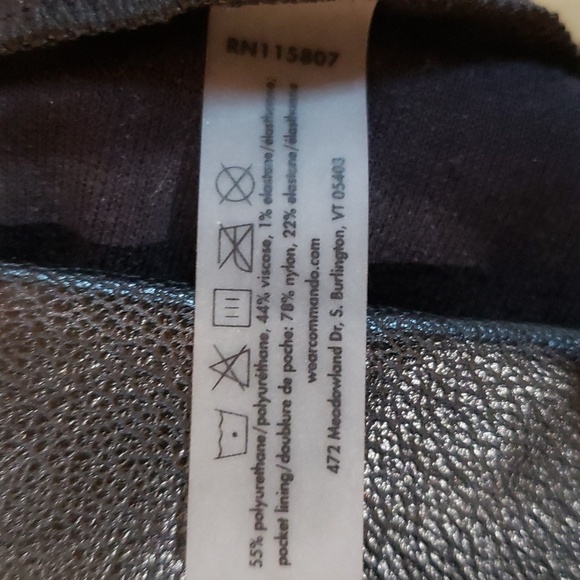 RN115807
55% polyurethane/polyuréthane, 44% viscose, 1% elastane/élasthanne;
pocket lining/doublure de poche: 78% nylon, 22% elastane/élasthanne
wearcommando.com
472 Meadowland Dr, S. Burlington, VT 05403